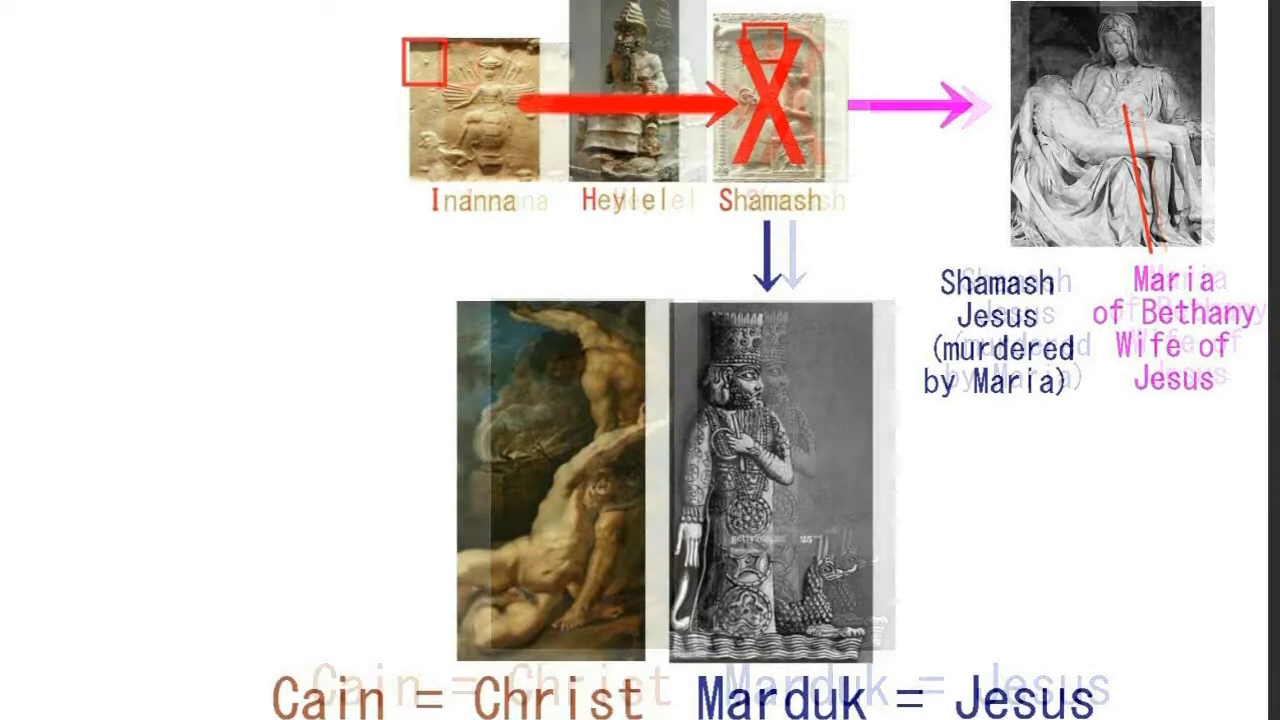 Inanna
Heylel
Shamash
Shamash
Jesus
(murdered
by Maria)
Maria
of Bethany
Wife of
Jesus
Cain = Christ
Marduk = Jesus